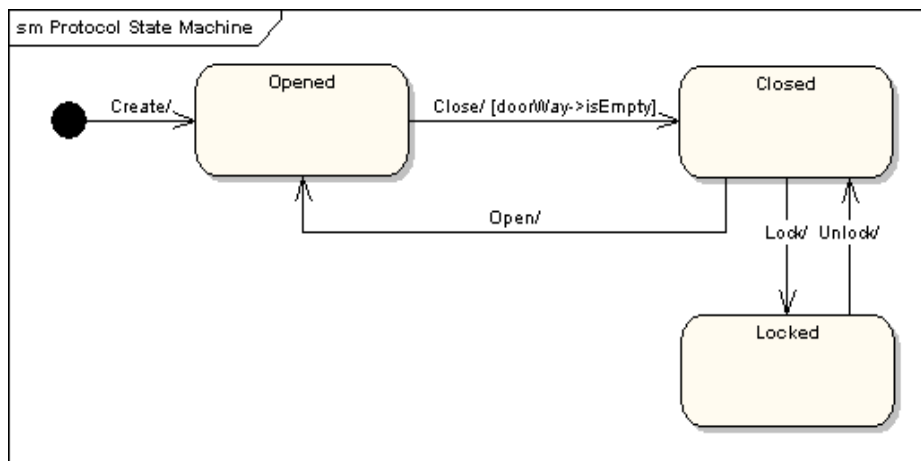 sm Protocol State Machine
Opened
Closed
Create/
Close/ [doorWay->isEmpty]
Open/
Lock/
Unlock/
Locked